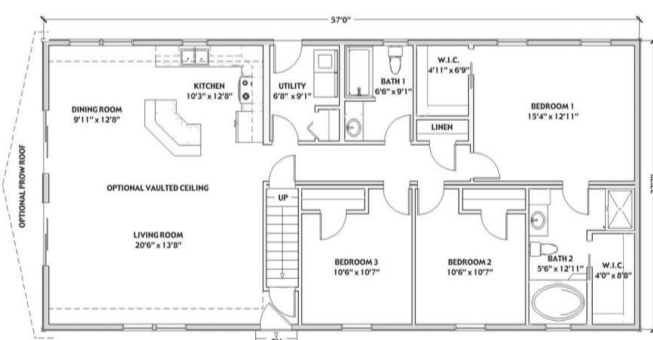 57'0"
W.I.C.
4'11" x 6'9"
KITCHEN
10'3" x 12'8"
UTILITY
6'8" x 9'1"
BATH 1
6'6" x 9'1"
DINING ROOM
9'11" x 12'8"
BEDROOM 1
15'4" x 12'11"
LINEN
OPTIONAL PROW ROOF
OPTIONAL VAULTED CEILING
UP
LIVING ROOM
20'6" x 13'8"
BEDROOM 3
10'6" x 10'7"
BEDROOM 2
10'6" x 10'7"
BATH 2
5'6" x 12'11"
W.I.C.
4'0" x 8'8"